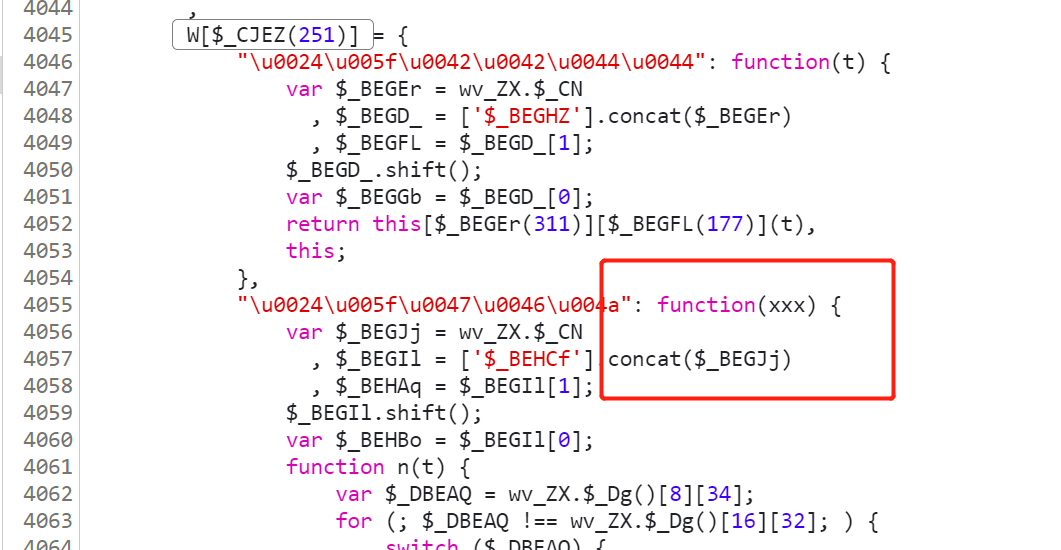 4044 ,
4045 W[$_CJEZ(251)] = {
4046 "\u0024\u005f\u0042\u0042\u0044\u0044": function(t) {
4047 var $_BEGEr = wv_ZX.$_CN
4048 , $_BEGD_ = ['$_BEGHZ'].concat($_BEGEr)
4049 , $_BEGFL = $_BEGD_[1];
4050 $_BEGD_.shift();
4051 var $_BEGGb = $_BEGD_[0];
4052 return this[$_BEGEr(311)][$_BEGFL(177)](t),
4053 this;
4054 },
4055 "\u0024\u005f\u0047\u0046\u004a": function(xxx) {
4056 var $_BEGJj = wv_ZX.$_CN
4057 , $_BEGIl = ['$_BEHCf'].concat($_BEGJj)
4058 , $_BEHAq = $_BEGIl[1];
4059 $_BEGIl.shift();
4060 var $_BEHBo = $_BEGIl[0];
4061 function n(t) {
4062 var $_DBEAQ = wv_ZX.$_Dg()[8][34];
4063 for (; $_DBEAQ !== wv_ZX.$_Dg()[16][32]; ) {
4064 switch ($_DBEAQ) {